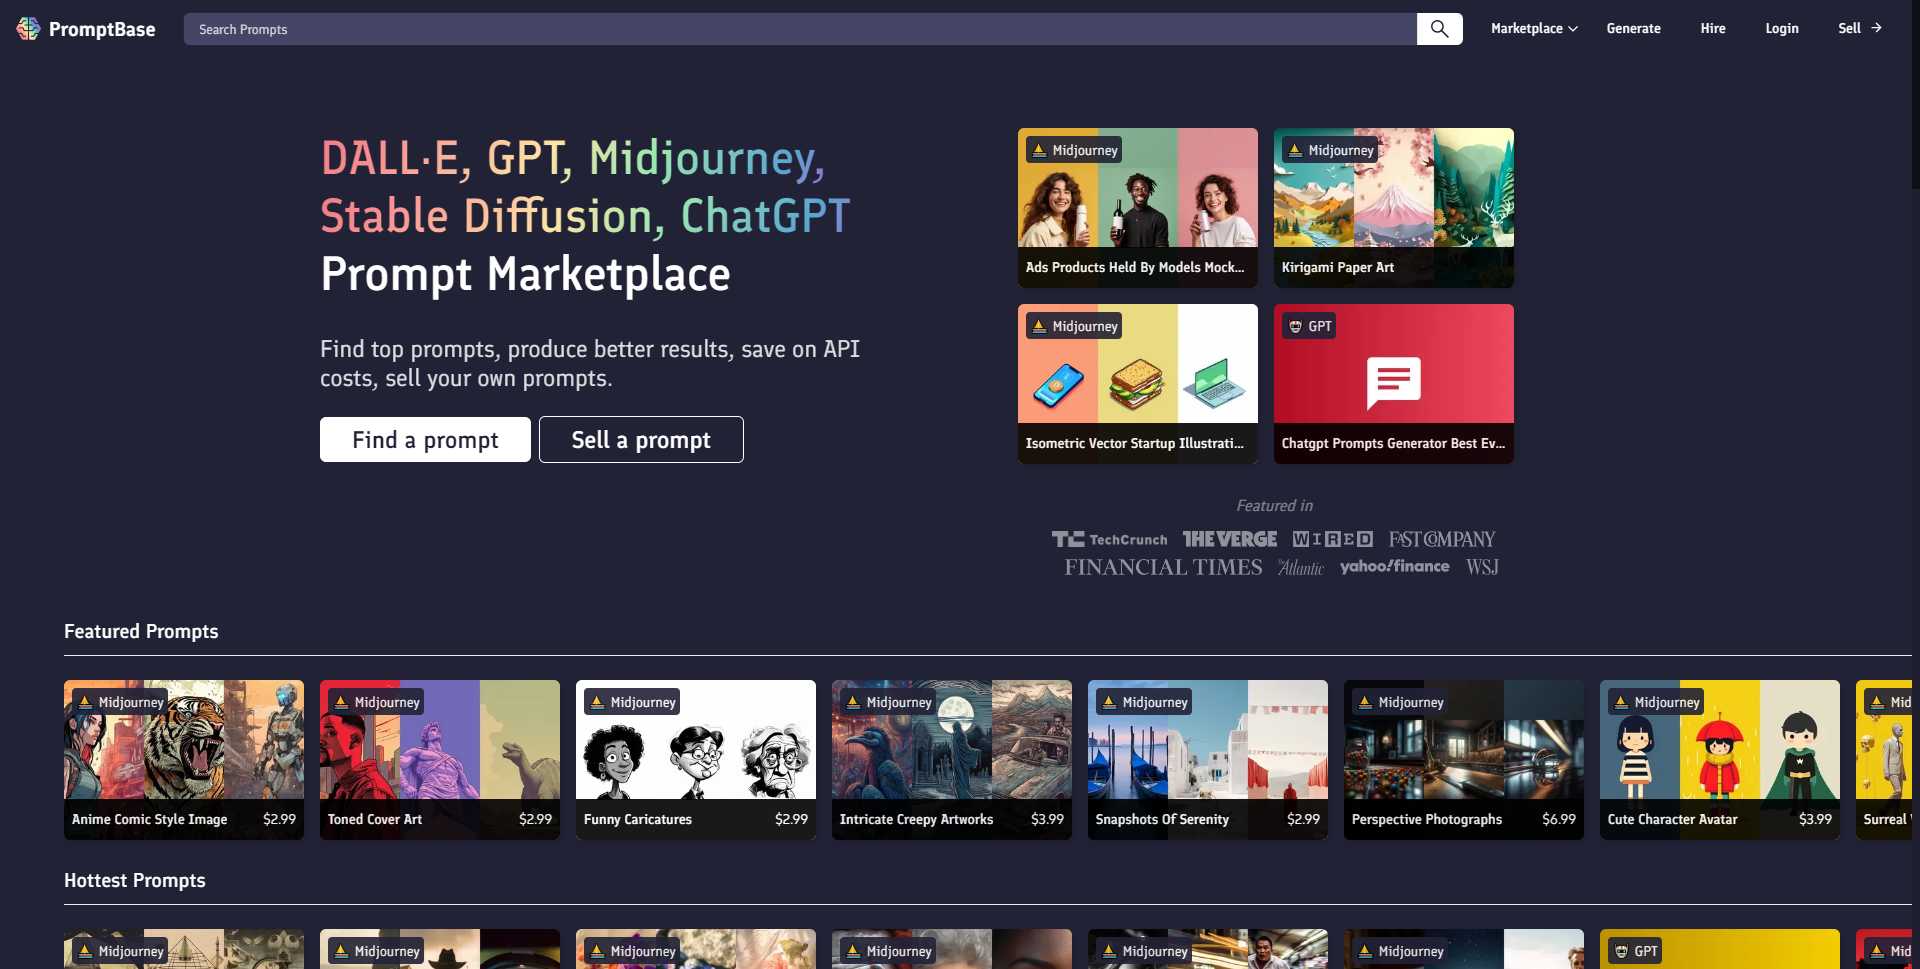 PromptBase
Search Prompts
Marketplace
Generate
Hire
Login
Sell
DALL·E, GPT, Midjourney,
Stable Diffusion, ChatGPT
Prompt Marketplace
Find top prompts, produce better results, save on API
costs, sell your own prompts.
Find a prompt
Sell a prompt
Midjourney
Ads Products Held By Models Mock...
Midjourney
Kirigami Paper Art
Midjourney
Isometric Vector Startup Illustrati...
GPT
Chatgpt Prompts Generator Best Ev...
Featured in
TC TechCrunch
THE VERGE
WIRED
FAST COMPANY
FINANCIAL TIMES
The Atlantic
yahoo!finance
WSJ
Featured Prompts
Midjourney
Anime Comic Style Image $2.99
Midjourney
Toned Cover Art $2.99
Midjourney
Funny Caricatures $2.99
Midjourney
Intricate Creepy Artworks $3.99
Midjourney
Snapshots Of Serenity $2.99
Midjourney
Perspective Photographs $6.99
Midjourney
Cute Character Avatar $3.99
Mid
Surreal
Hottest Prompts
Midjourney
Midjourney
Midjourney
Midjourney
Midjourney
Midjourney
GPT
Mid